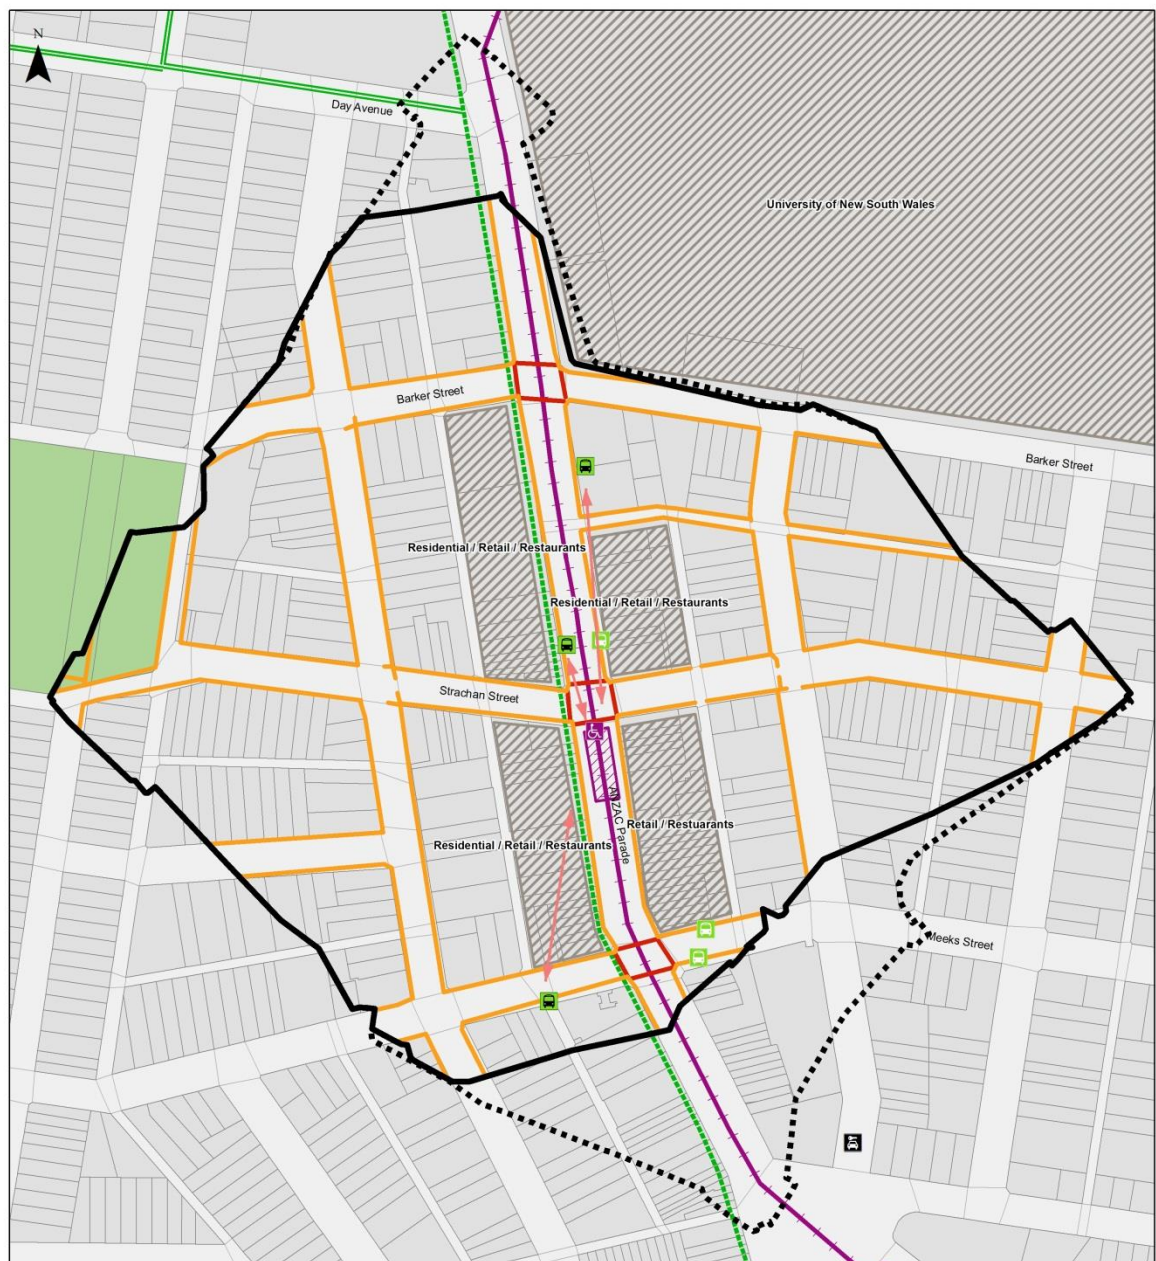 N
Day Avenue
University of New South Wales
Barker Street
Barker Street
Residential / Retail / Restaurants
Residential / Retail / Restaurants
Strachan Street
ANZAC Parade
Retail / Restuarants
Residential / Retail / Restaurants
Meeks Street